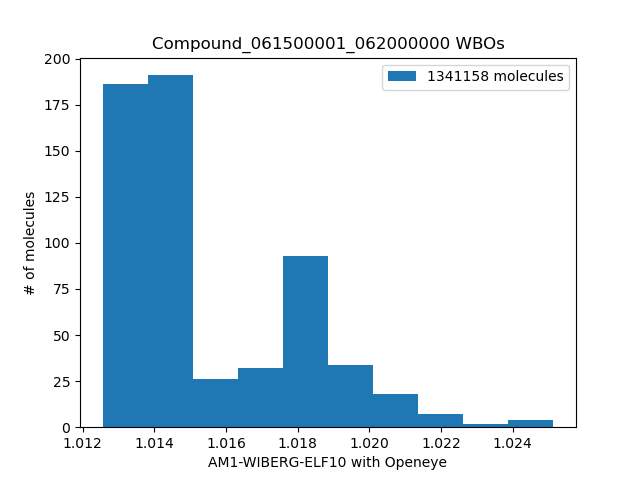 Compound_061500001_062000000 WBOs
1341158 molecules
200
175
150
125
100
75
50
25
0
# of molecules
1.012 1.014 1.016 1.018 1.020 1.022 1.024
AM1-WIBERG-ELF10 with Openeye